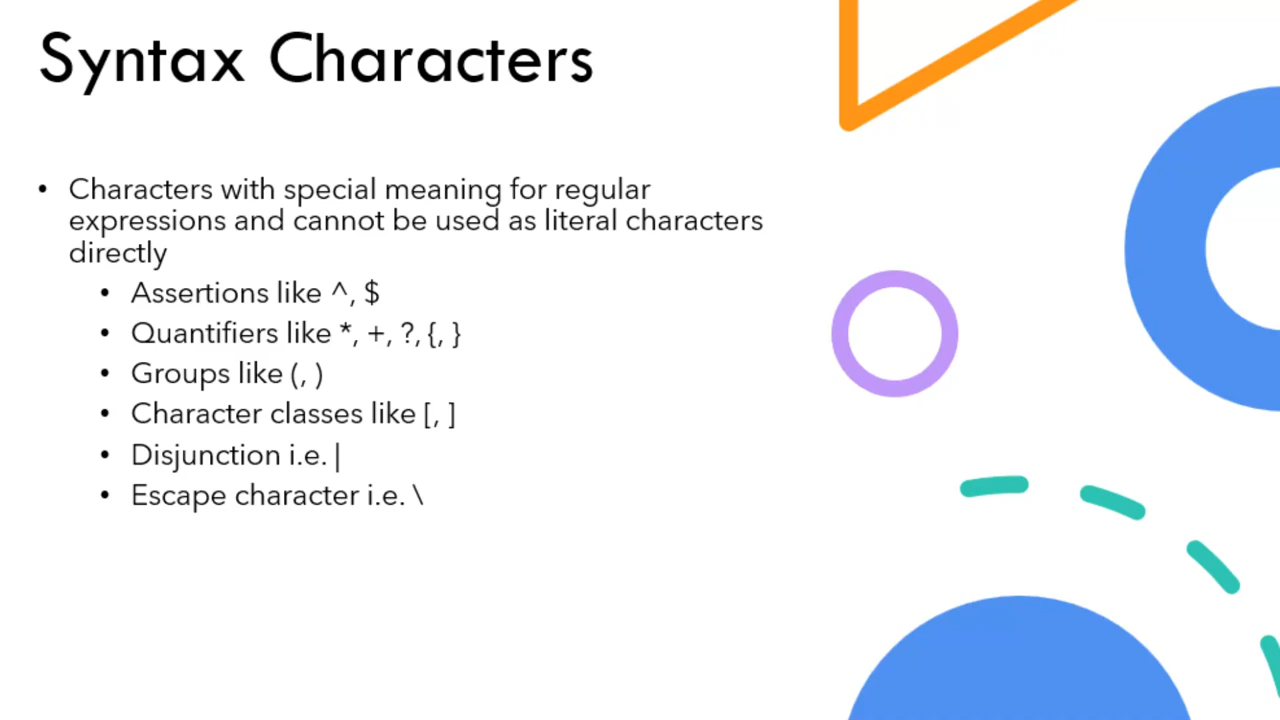 Syntax Characters
• Characters with special meaning for regular
expressions and cannot be used as literal characters
directly
• Assertions like ^, $
• Quantifiers like *, +, ?, {, }
• Groups like (, )
• Character classes like [, ]
• Disjunction i.e. |
• Escape character i.e. \